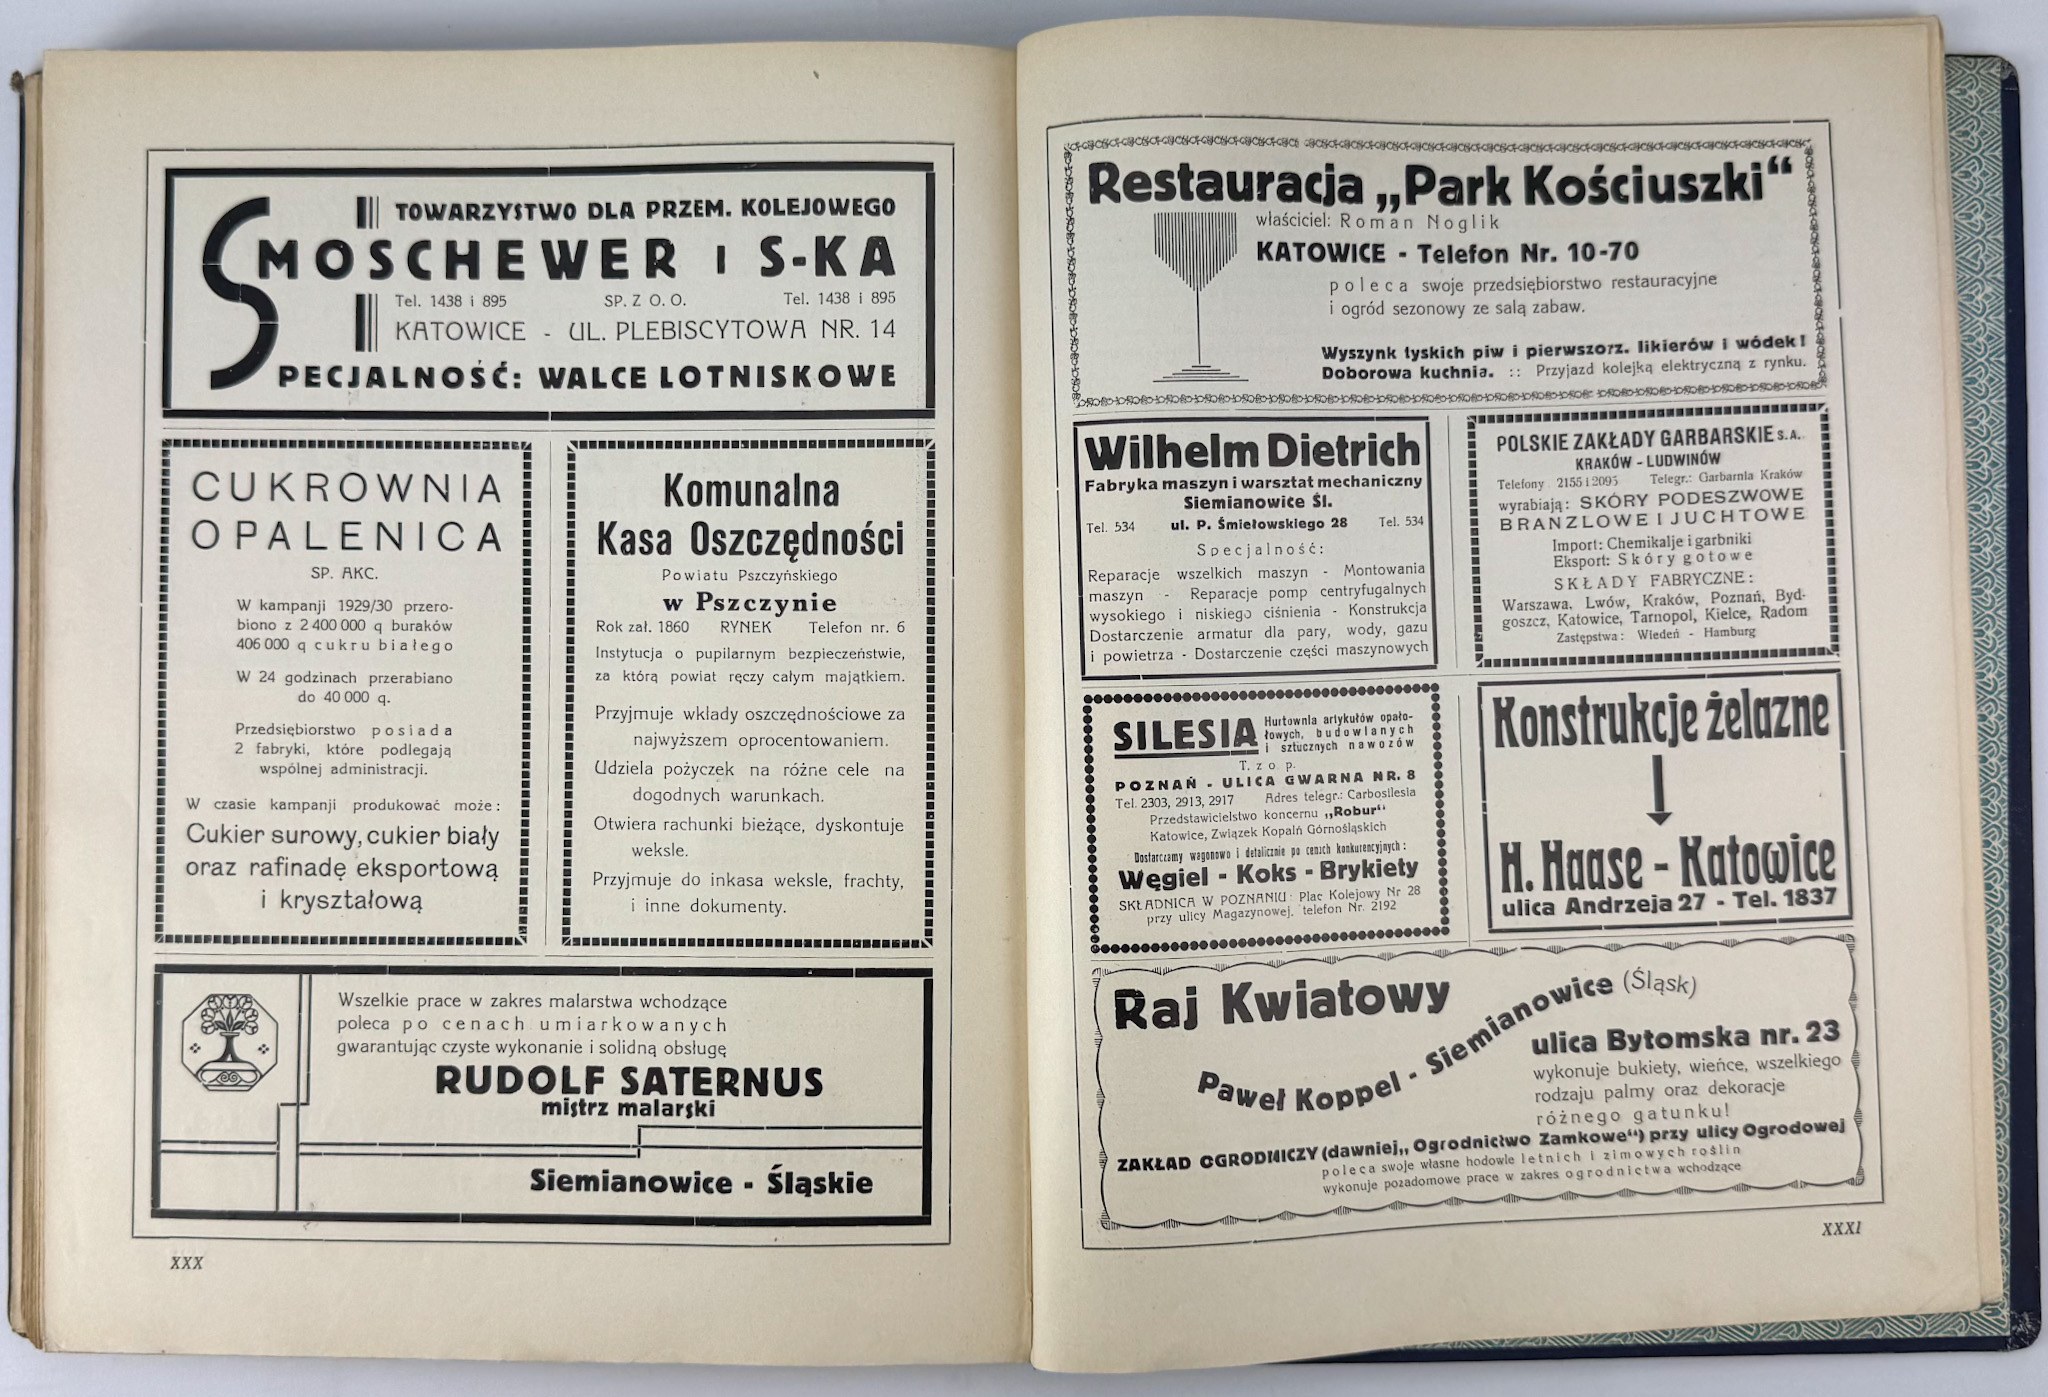 TOWARZYSTWO DLA PRZEM. KOLEJOWEGO
SMOSCHEWER I S-KA
Tel. 1438 i 895 SP. Z O. O. Tel. 1438 i 895
KATOWICE - UL. PLEBISCYTOWA NR. 14
SPECJALNOŚĆ: WALCE LOTNISKOWE
CUKROWNIA
OPALENICA
SP. AKC.
W kampanji 1929/30 przero-
biono z 2 400 000 q buraków
406 000 q cukru białego
W 24 godzinach przerabiano
do 40 000 q.
Przedsiębiorstwo posiada
2 fabryki, które podlegają
wspólnej administracji.
W czasie kampanji produkować może:
Cukier surowy, cukier biały
oraz rafinadę eksportową
i kryształową
Komunalna
Kasa Oszczędności
Powiatu Pszczyńskiego
w Pszczynie
Rok zał. 1860 RYNEK Telefon nr. 6
Instytucja o pupilarnym bezpieczeństwie,
za którą powiat ręczy całym majątkiem.
Przyjmuje wklady oszczędnościowe za
najwyższem oprocentowaniem.
Udziela pożyczek na różne cele na
dogodnych warunkach.
Otwiera rachunki bieżące, dyskontuje
weksle.
Przyjmuje do inkasa weksle, frachty,
i inne dokumenty.
Wszelkie prace w zakres malarstwa wchodzące
poleca po cenach umiarkowanych
gwarantując czyste wykonanie i solidną obsługę
RUDOLF SATERNUS
mistrz malarski
Siemianowice - Śląskie
XXX
Restauracja „Park Kościuszki“
właściciel: Roman Noglik
KATOWICE - Telefon Nr. 10-70
poleca swoje przedsiębiorstwo restauracyjne
i ogród sezonowy ze salą zabaw.
Wyszynk tyskich piw i pierwszorz. likierów i wódek!
Doborowa kuchnia. :: Przyjazd kolejką elektryczną z rynku.
Wilhelm Dietrich
Fabryka maszyn i warsztat mechaniczny
Siemianowice Śl.
Tel. 534 ul. P. Śmiełowskiego 28 Tel. 534
Specjalność:
Reparacje wszelkich maszyn - Montowania
maszyn - Reparacje pomp centryfugalnych
wysokiego i niskiego ciśnienia - Konstrukcja
Dostarczenie armatur dla pary, wody, gazu
i powietrza - Dostarczenie części maszynowych
POLSKIE ZAKŁADY GARBARSKIE S.A.
KRAKÓW - LUDWINÓW
Telefony 2155 i 2093 Telegr.: Garbarnia Kraków
wyrabiają: SKÓRY PODESZWOWE
BRANZLOWE I JUCHTOWE
Import: Chemikalje i garbniki
Eksport: Skóry gotowe
SKŁADY FABRYCZNE:
Warszawa, Lwów, Kraków, Poznań, Byd-
goszcz, Katowice, Tarnopol, Kielce, Radom
Zastępstwa: Wiedeń - Hamburg
SILESIA Hurtownia artykułów opało-
łowych, budowlanych
i sztucznych nawozów
T. z o. p.
POZNAŃ - ULICA GWARNA NR. 8
Tel. 2303, 2913, 2917 Adres telegr.: Carbosilesia
Przedstawicielstwo koncernu „Robur“
Katowice, Związek Kopalń Górnośląskich
Dostarczamy wagonowo i detalicznie po cenach konkurencyjnych:
Węgiel - Koks - Brykiety
SKŁADNICA W POZNANIU: Plac Kolejowy Nr 28
przy ulicy Magazynowej. telefon Nr. 2192
Konstrukcje żelazne
H. Haase - Katowice
ulica Andrzeja 27 - Tel. 1837
Raj Kwiatowy
Paweł Koppel - Siemianowice (Śląsk)
ulica Bytomska nr. 23
wykonuje bukiety, wieńce, wszelkiego
rodzaju palmy oraz dekoracje
różnego gatunku!
ZAKŁAD OGRODNICZY (dawniej „Ogrodnictwo Zamkowe“) przy ulicy Ogrodowej
poleca swoje własne hodowle letnich i zimowych roślin
wykonuje pozadomowe prace w zakres ogrodnictwa wchodzące
XXXI